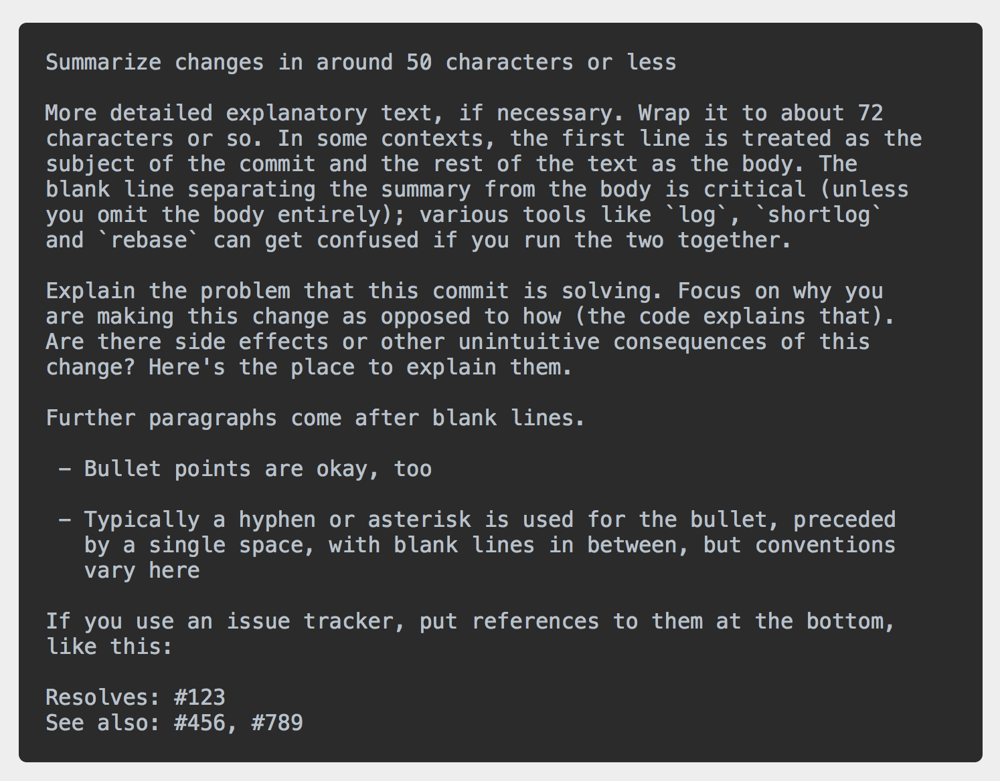 Summarize changes in around 50 characters or less
More detailed explanatory text, if necessary. Wrap it to about 72
characters or so. In some contexts, the first line is treated as the
subject of the commit and the rest of the text as the body. The
blank line separating the summary from the body is critical (unless
you omit the body entirely); various tools like `log`, `shortlog`
and `rebase` can get confused if you run the two together.
Explain the problem that this commit is solving. Focus on why you
are making this change as opposed to how (the code explains that).
Are there side effects or other unintuitive consequences of this
change? Here's the place to explain them.
Further paragraphs come after blank lines.
- Bullet points are okay, too
- Typically a hyphen or asterisk is used for the bullet, preceded
by a single space, with blank lines in between, but conventions
vary here
If you use an issue tracker, put references to them at the bottom,
like this:
Resolves: #123
See also: #456, #789